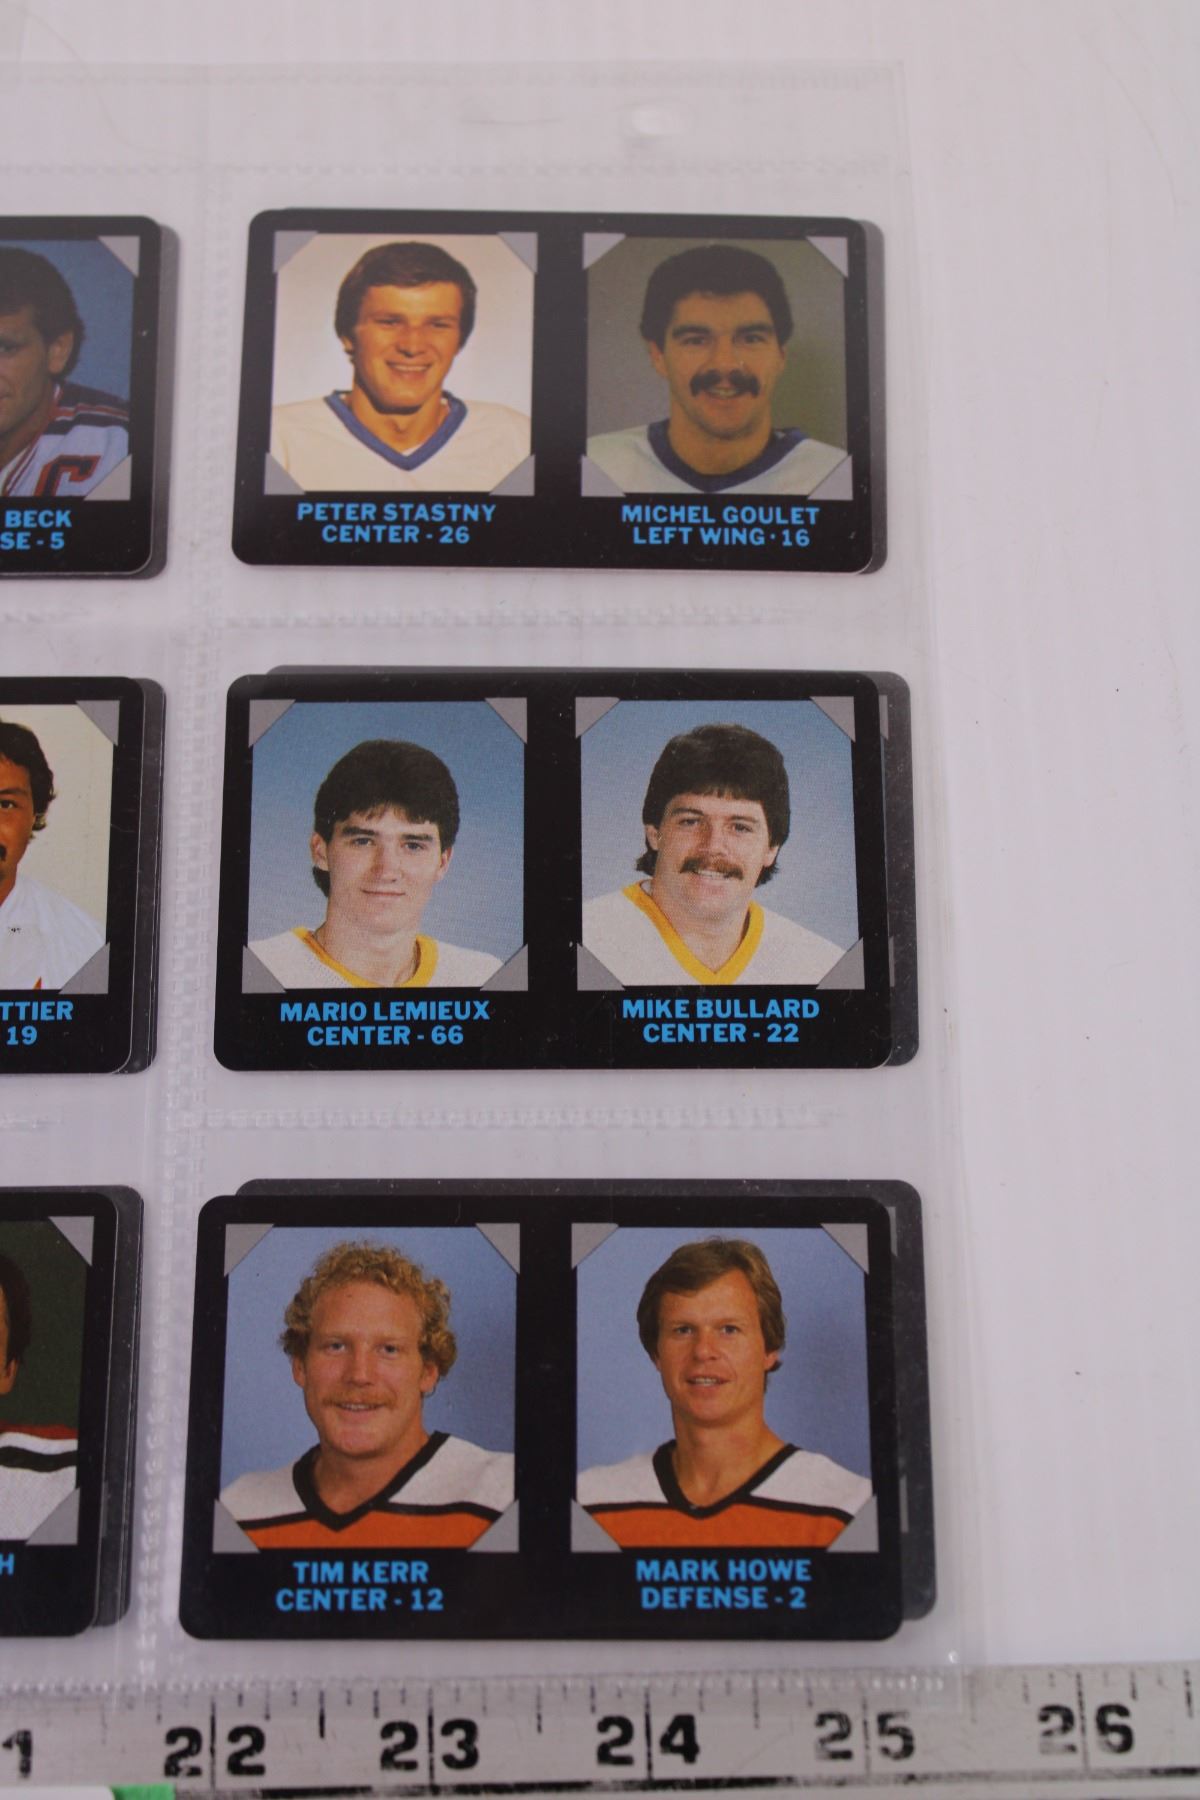 BECK
SE - 5
PETER STASTNY
CENTER - 26
MICHEL GOULET
LEFT WING · 16
TTIER
19
MARIO LEMIEUX
CENTER - 66
MIKE BULLARD
CENTER - 22
H
TIM KERR
CENTER - 12
MARK HOWE
DEFENSE - 2
1 22 23 24 25 26